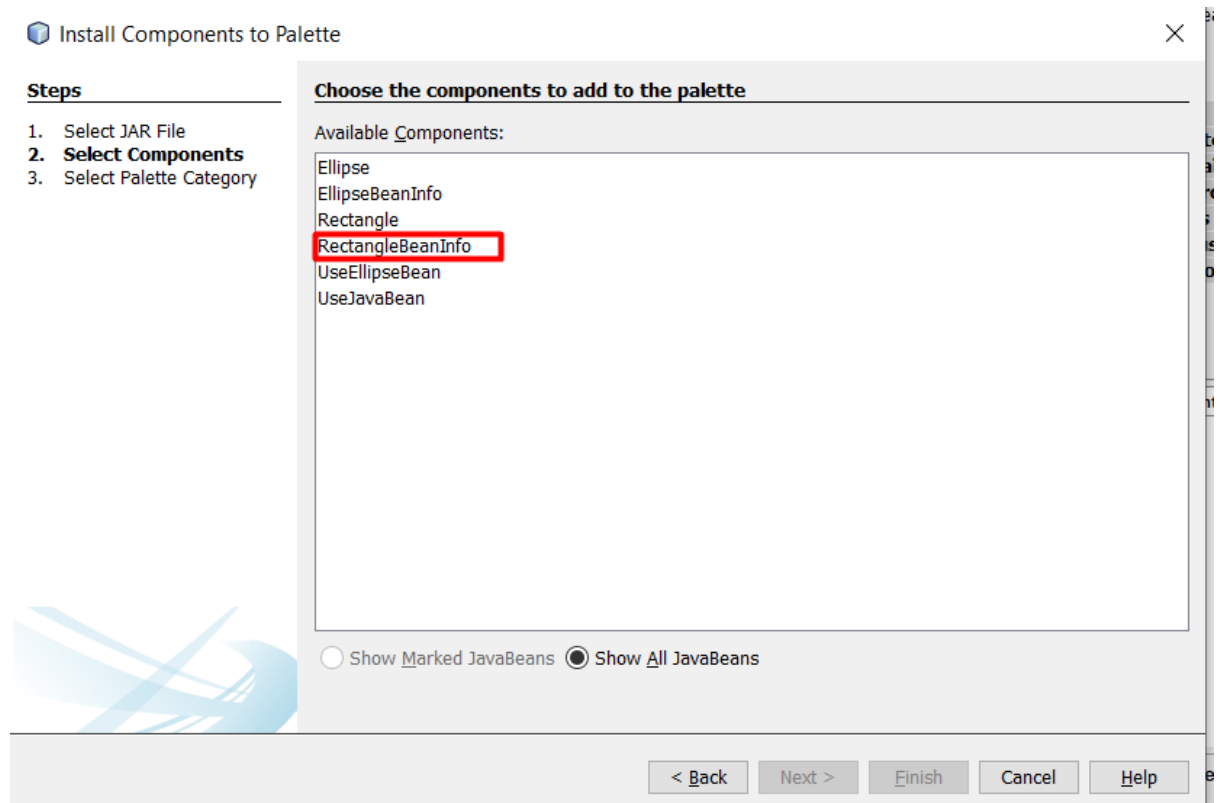 Install Components to Palette
Steps
1. Select JAR File
2. Select Components
3. Select Palette Category
Choose the components to add to the palette
Available Components:
Ellipse
EllipseBeanInfo
Rectangle
RectangleBeanInfo
UseEllipseBean
UseJavaBean
Show Marked JavaBeans Show All JavaBeans
< Back Next > Finish Cancel Help